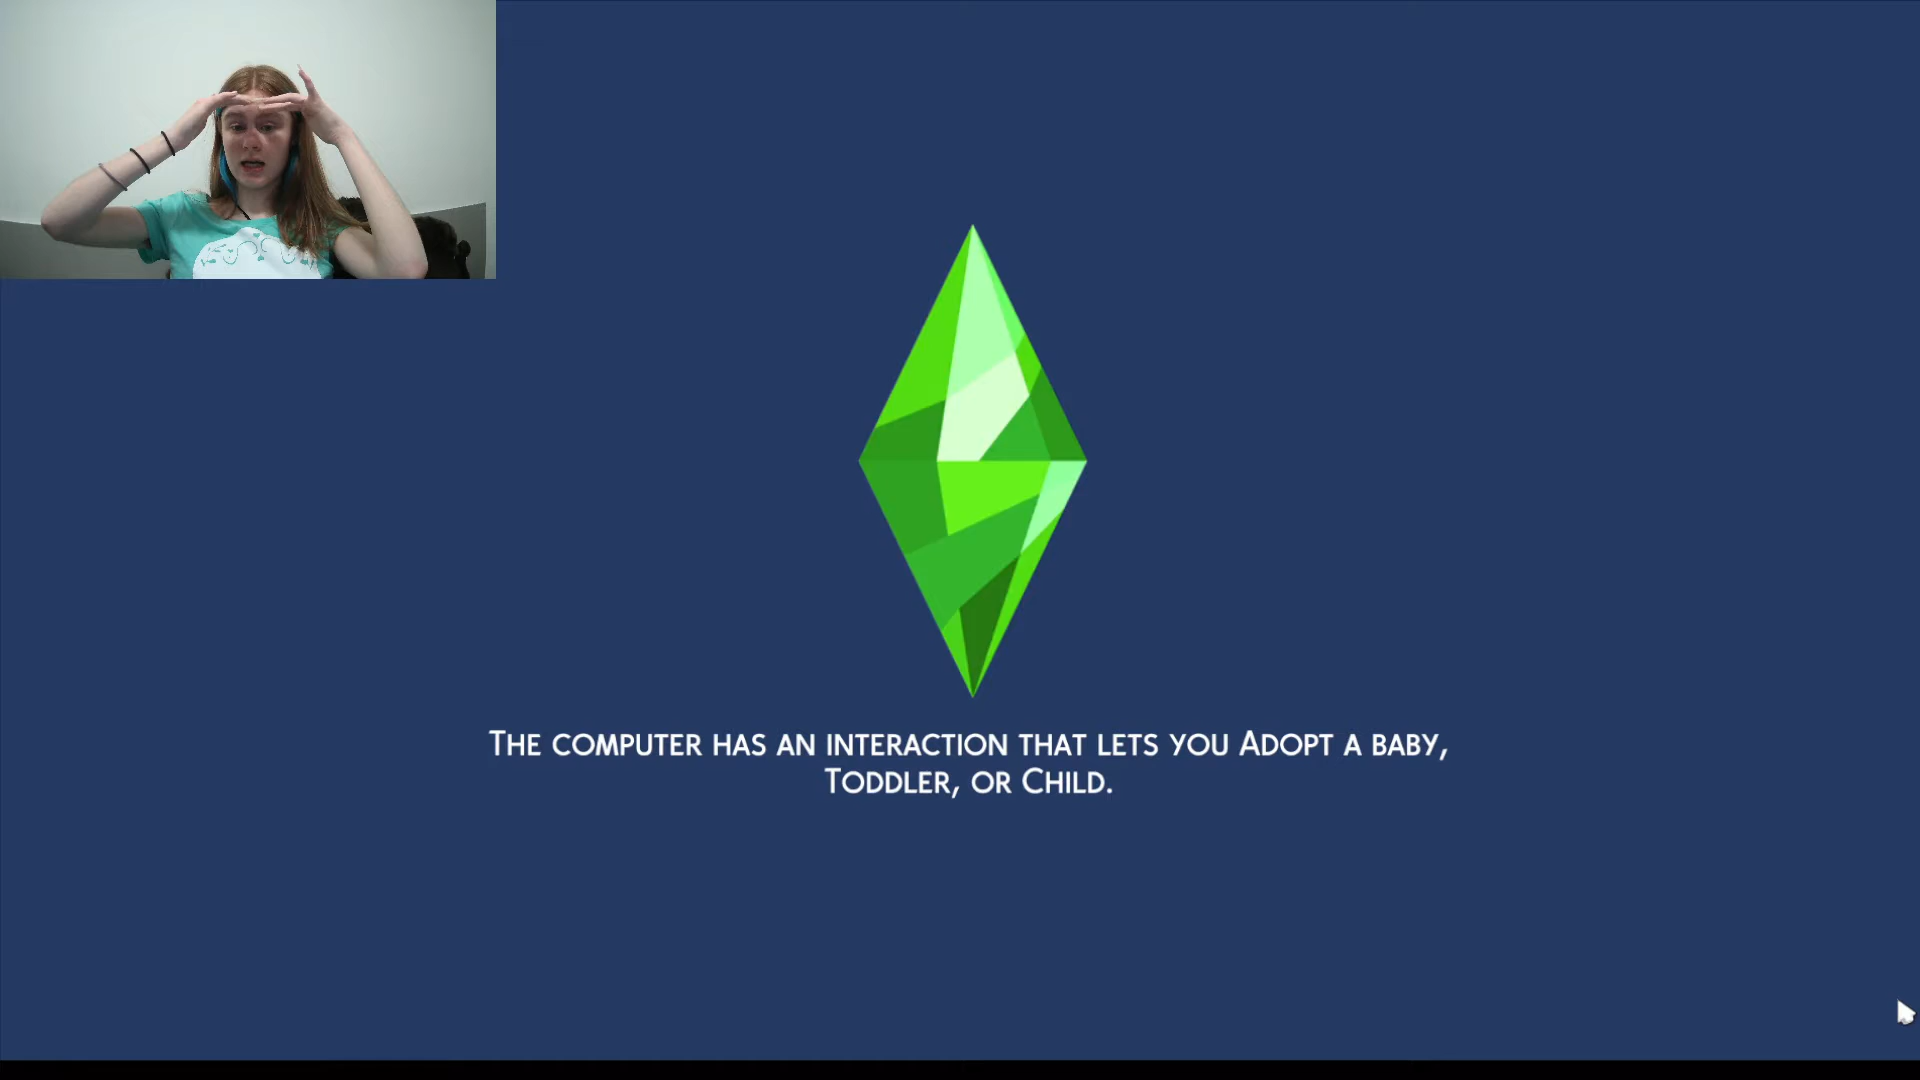 The computer has an interaction that lets you Adopt a baby,
Toddler, or Child.